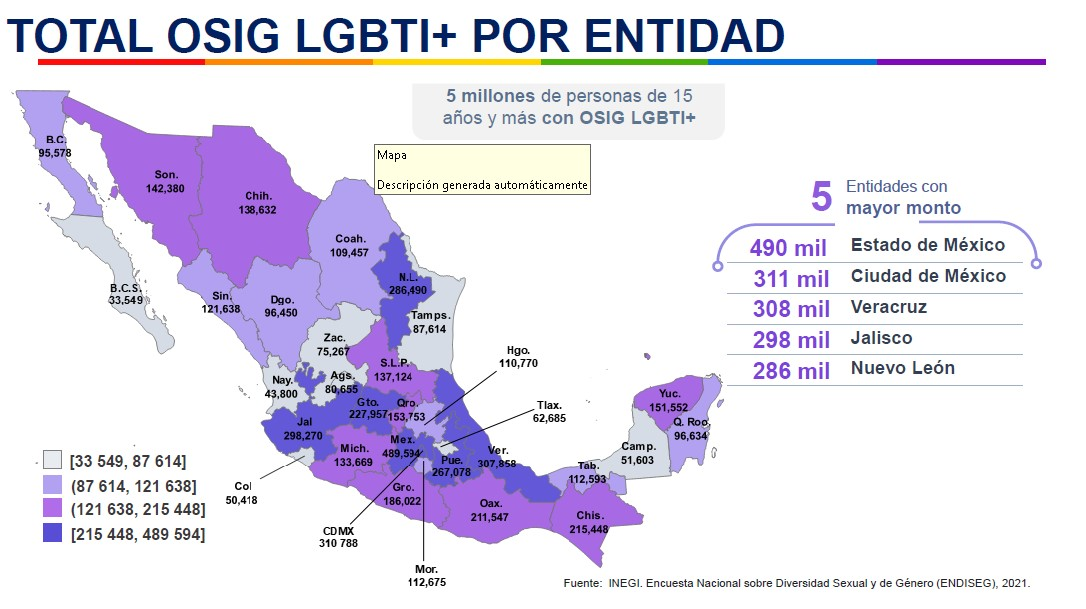 TOTAL OSIG LGBTI+ POR ENTIDAD
5 millones de personas de 15
años y más con OSIG LGBTI+
Mapa
Descripción generada automáticamente
5
Entidades con
mayor monto
490 mil Estado de México
311 mil Ciudad de México
308 mil Veracruz
298 mil Jalisco
286 mil Nuevo León
B.C.
95,578
Son.
142,380
Chih.
138,632
Coah.
109,457
N.L.
286,490
B.C.S.
33,549
Sin.
121,638
Dgo.
96,450
Tamps.
87,614
Zac.
75,267
S.L.P.
137,124
Hgo.
110,770
Nay.
43,800
Ags.
80,655
Gto.
227,957
Qro.
153,753
Tlax.
62,685
Yuc.
151,552
Q. Roo
96,634
Jal
298,270
Mex.
489,594
Mich.
133,669
Pue.
267,078
Ver.
307,858
Camp.
51,603
Tab.
112,593
Col
50,418
Gro.
186,022
Oax.
211,547
Chis.
215,448
CDMX
310 788
Mor.
112,675
[33 549, 87 614]
(87 614, 121 638]
(121 638, 215 448]
[215 448, 489 594]
Fuente: INEGI. Encuesta Nacional sobre Diversidad Sexual y de Género (ENDISEG), 2021.